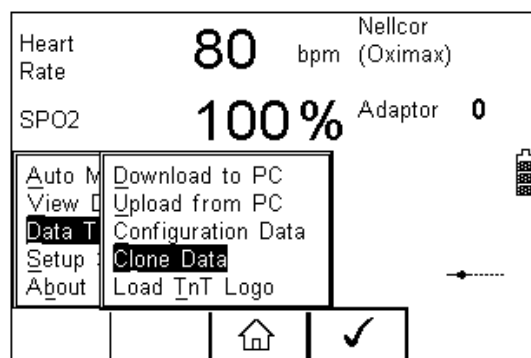 Heart Rate 80 bpm Nellcor (Oximax)
SPO2 100 % Adaptor 0
Auto M
View D
Data T
Setup
About
Download to PC
Upload from PC
Configuration Data
Clone Data
Load TnT Logo